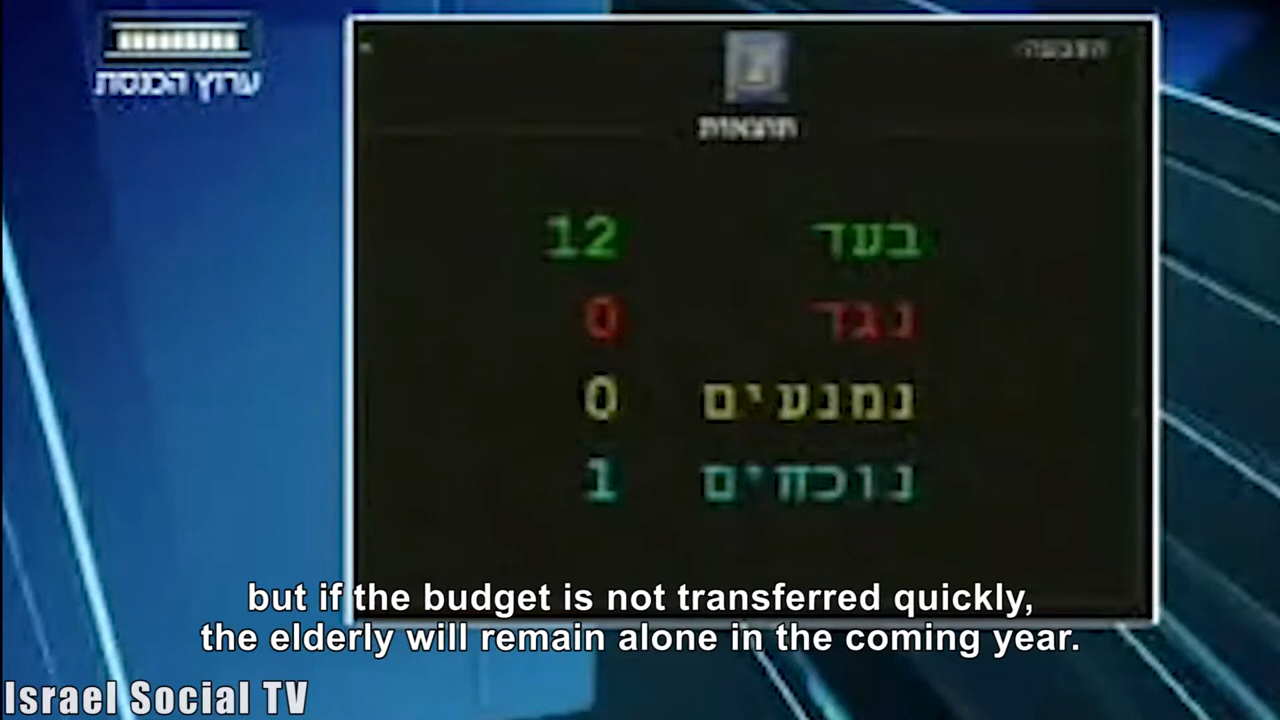 ערוץ הכנסת
הצבעה
תוצאות
בעד 12
נגד 0
נמנעים 0
נוכחים 1
but if the budget is not transferred quickly,
the elderly will remain alone in the coming year.
Israel Social TV